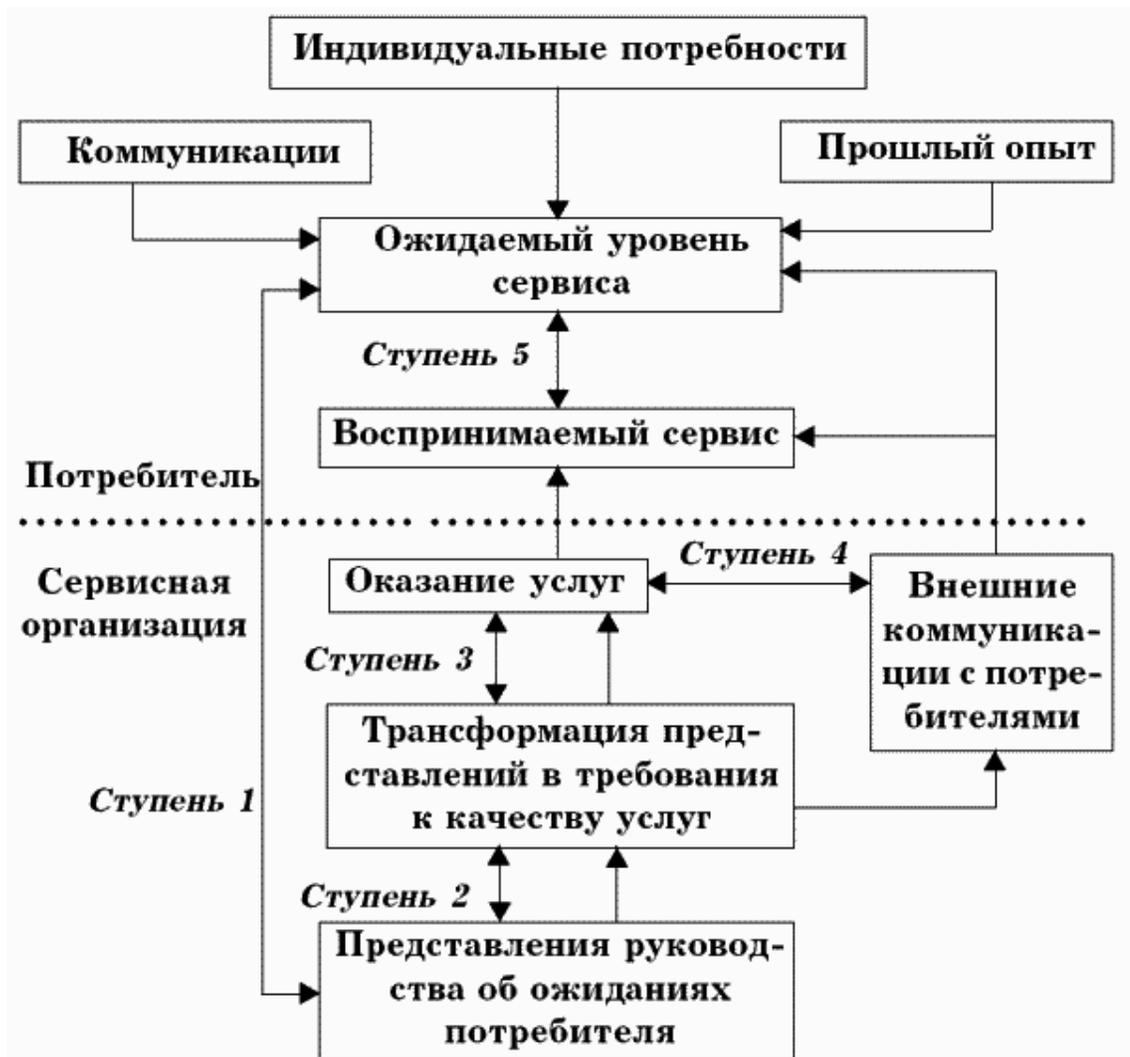 Индивидуальные потребности
Коммуникации
Прошлый опыт
Ожидаемый уровень
сервиса
Ступень 5
Воспринимаемый сервис
Потребитель
Сервисная
организация
Оказание услуг
Ступень 4
Внешние
коммуника-
ции с потре-
бителями
Ступень 3
Трансформация пред-
ставлений в требования
к качеству услуг
Ступень 1
Ступень 2
Представления руковод-
ства об ожиданиях
потребителя